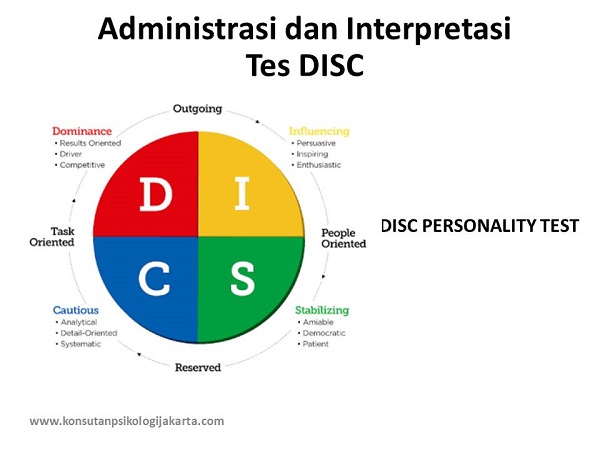 Administrasi dan Interpretasi
Tes DISC
Outgoing
Dominance
• Results Oriented
• Driver
• Competitive
Influencing
• Persuasive
• Inspiring
• Enthusiastic
D
I
Task
Oriented
People
Oriented
DISC PERSONALITY TEST
C
S
Cautious
• Analytical
• Detail-Oriented
• Systematic
Stabilizing
• Amiable
• Democratic
• Patient
Reserved
www.konsutanpsikologijakarta.com